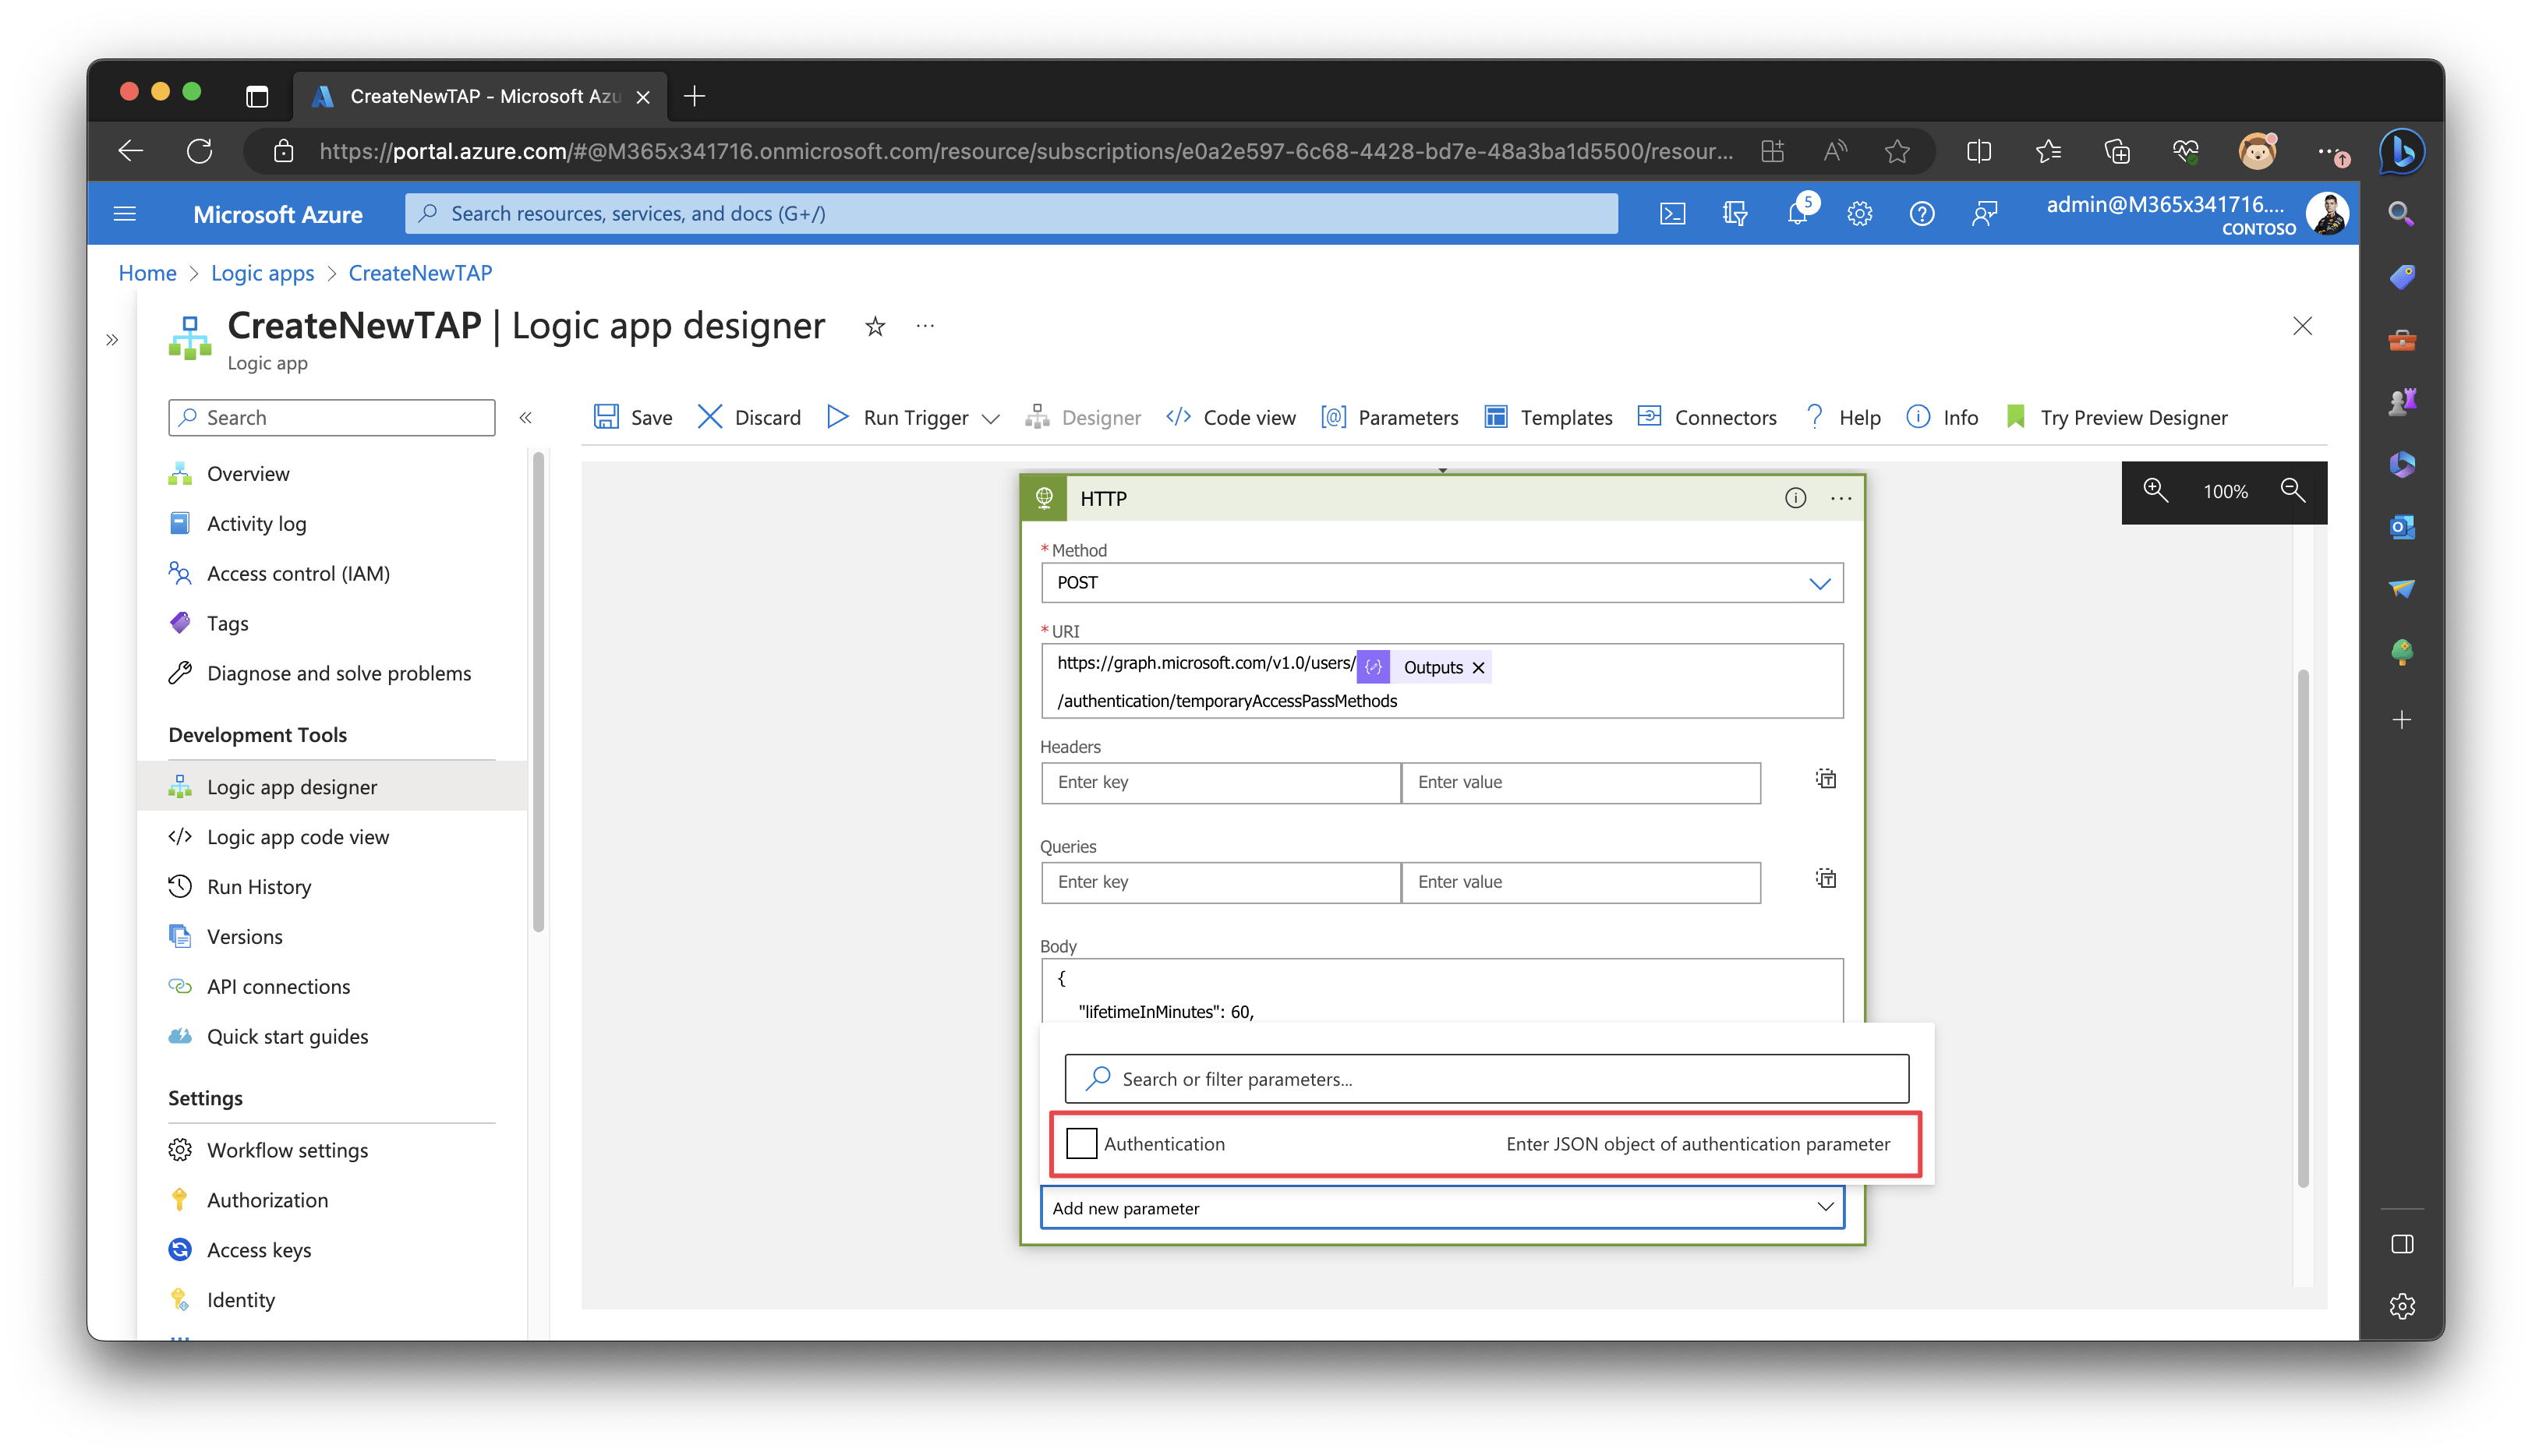 CreateNewTAP - Microsoft Azu
https://portal.azure.com/#@M365x341716.onmicrosoft.com/resource/subscriptions/e0a2e597-6c68-4428-bd7e-48a3ba1d5500/resour...
Microsoft Azure
Search resources, services, and docs (G+/)
5
admin@M365x341716....
CONTOSO
Home > Logic apps > CreateNewTAP
CreateNewTAP | Logic app designer
Logic app
Search
Save
Discard
Run Trigger
Designer
Code view
Parameters
Templates
Connectors
Help
Info
Try Preview Designer
Overview
Activity log
Access control (IAM)
Tags
Diagnose and solve problems
Development Tools
Logic app designer
Logic app code view
Run History
Versions
API connections
Quick start guides
Settings
Workflow settings
Authorization
Access keys
Identity
100%
HTTP
* Method
POST
* URI
https://graph.microsoft.com/v1.0/users/ Outputs
/authentication/temporaryAccessPassMethods
Headers
Enter key
Enter value
Queries
Enter key
Enter value
Body
{
"lifetimeInMinutes": 60,
Search or filter parameters...
Authentication
Enter JSON object of authentication parameter
Add new parameter